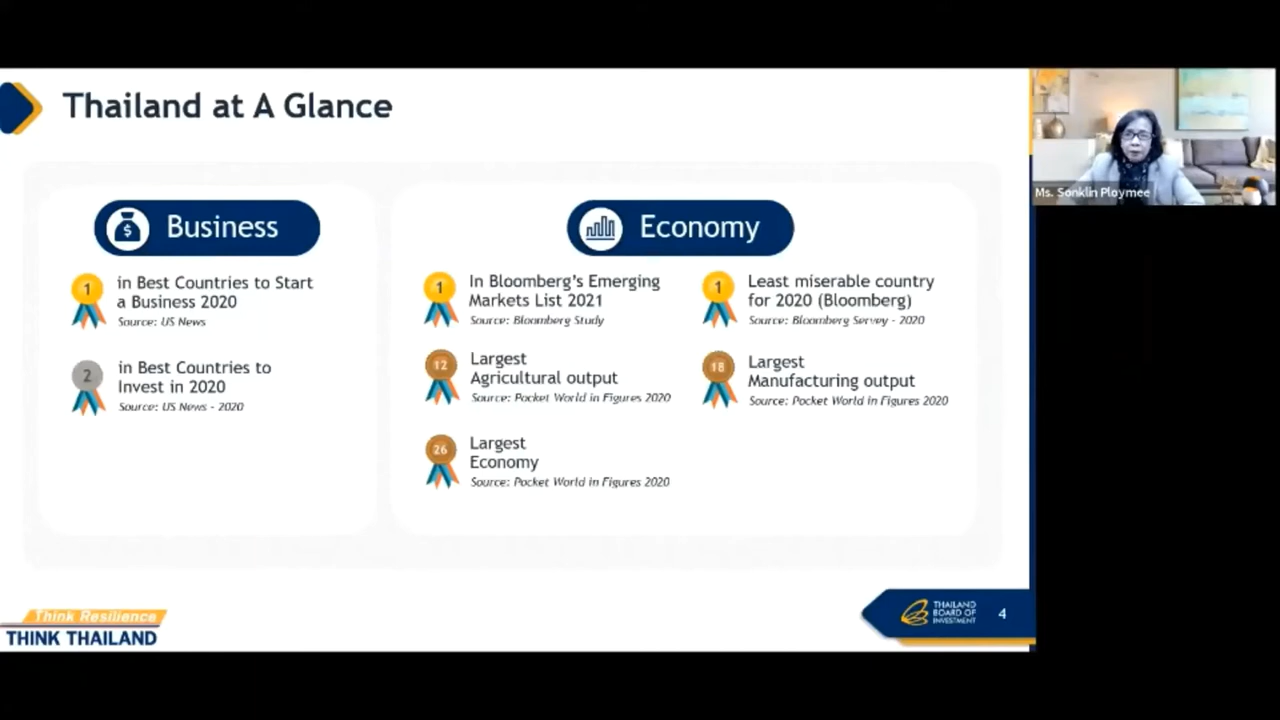 Thailand at A Glance
Ms. Sonklin Ploymee
Business
1
in Best Countries to Start
a Business 2020
Source: US News
2
in Best Countries to
Invest in 2020
Source: US News - 2020
Economy
1
In Bloomberg's Emerging
Markets List 2021
Source: Bloomberg Study
1
Least miserable country
for 2020 (Bloomberg)
Source: Bloomberg Servey - 2020
12
Largest
Agricultural output
Source: Pocket World in Figures 2020
18
Largest
Manufacturing output
Source: Pocket World in Figures 2020
26
Largest
Economy
Source: Pocket World in Figures 2020
Think Resilience
THINK THAILAND
THAILAND
BOARD OF
INVESTMENT
4